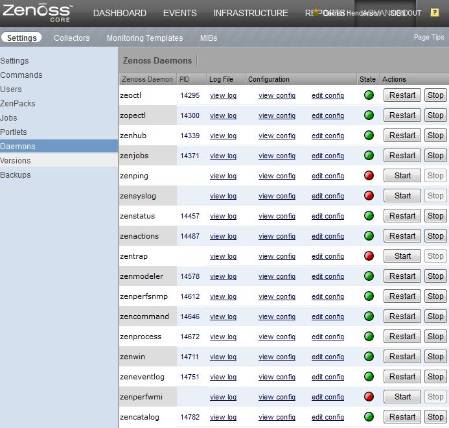 Zenoss DASHBOARD EVENTS INFRASTRUCTURE
CORE
Settings Collectors Monitoring Templates MIBs Page Tips
Settings
Commands
Users
ZenPacks
Jobs
Portlets
Daemons
Versions
Backups
Zenoss Daemons
Zenoss Daemon PID Log File Configuration State Actions
zeoctl 14295 view log view config edit config Restart Stop
zopectl 14300 view log view config edit config Restart Stop
zenhub 14339 view log view config edit config Restart Stop
zenjobs 14371 view log view config edit config Restart Stop
zenping view log view config edit config Start Stop
zensyslog view log view config edit config Start Stop
zenstatus 14457 view log view config edit config Restart Stop
zenactions 14487 view log view config edit config Restart Stop
zentrap view log view config edit config Start Stop
zenmodeler 14578 view log view config edit config Restart Stop
zenperfsnmp 14612 view log view config edit config Restart Stop
zencommand 14646 view log view config edit config Restart Stop
zenprocess 14672 view log view config edit config Restart Stop
zenwin 14711 view log view config edit config Restart Stop
zeneventlog 14751 view log view config edit config Restart Stop
zenperfwmi view log view config edit config Start Stop
zencatalog 14782 view log view config edit config Restart Stop